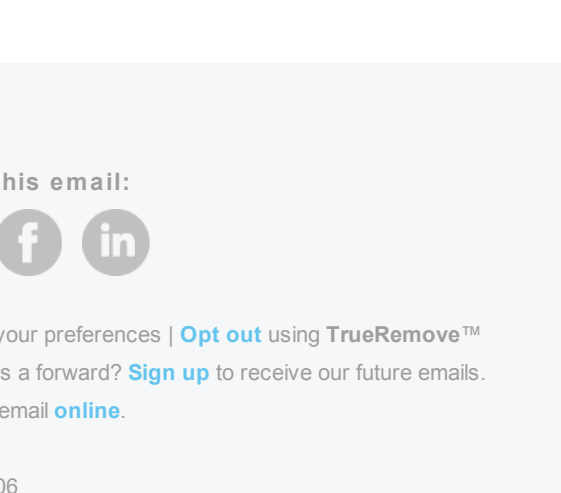 his email:
f in
your preferences | Opt out using TrueRemove™
s a forward? Sign up to receive our future emails.
email online.
06